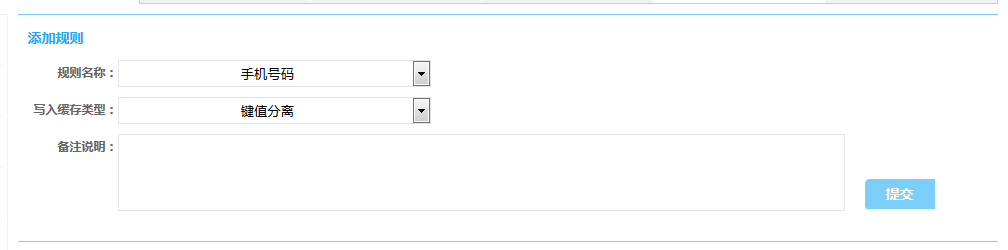 添加规则
规则名称： 手机号码
写入缓存类型： 键值分离
备注说明：
提交